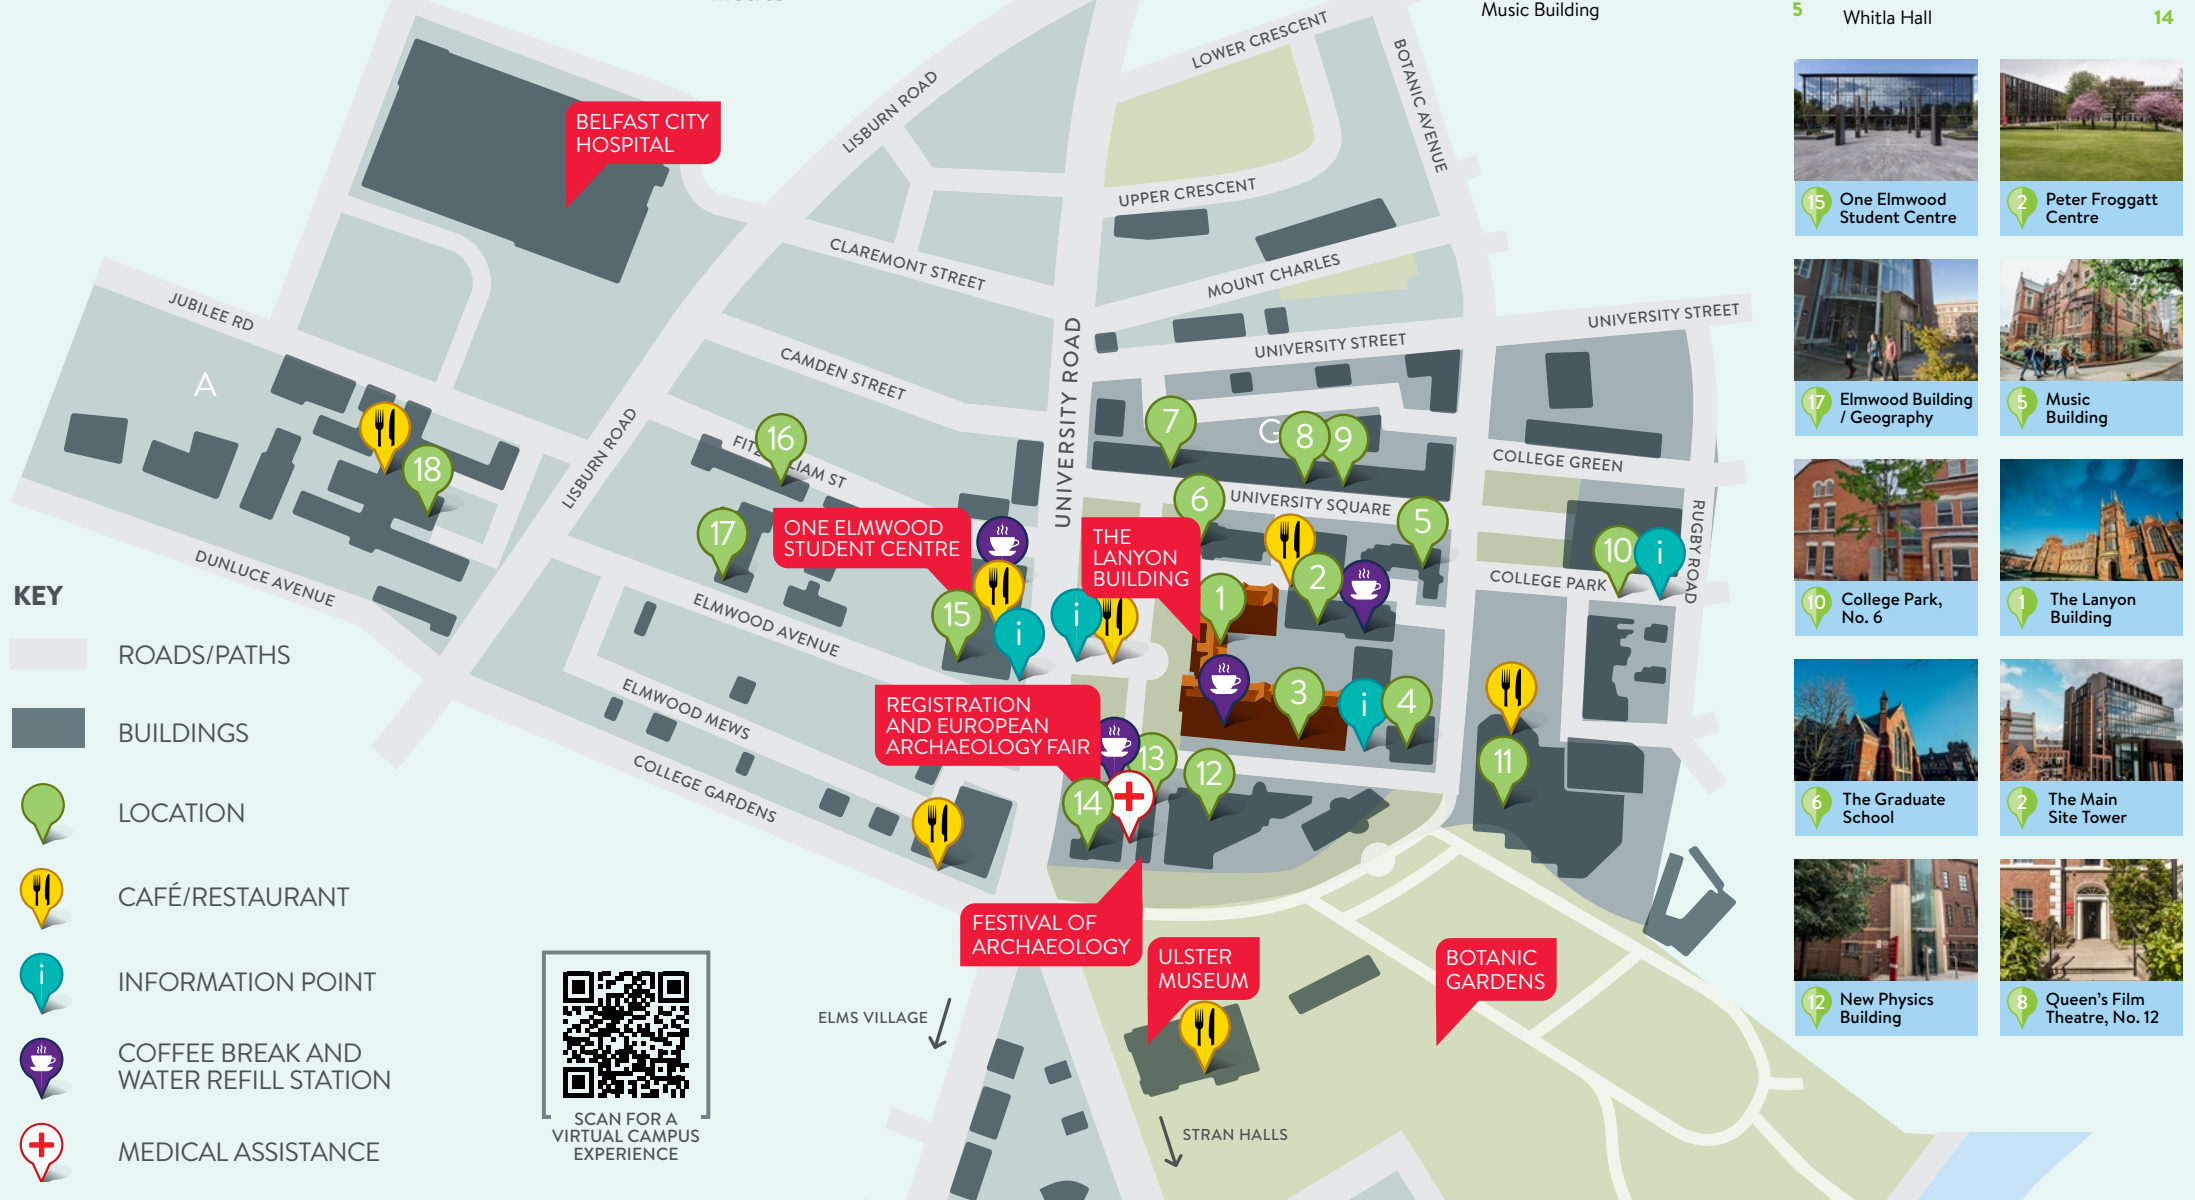 Music Building
5
Whitla Hall
14
LOWER CRESCENT
BOTANIC AVENUE
LISBURN ROAD
BELFAST CITY
HOSPITAL
UPPER CRESCENT
CLAREMONT STREET
MOUNT CHARLES
JUBILEE RD
UNIVERSITY STREET
UNIVERSITY STREET
UNIVERSITY ROAD
CAMDEN STREET
A
LISBURN ROAD
16
7
G
8
9
COLLEGE GREEN
18
UNIVERSITY SQUARE
6
5
17
ONE ELMWOOD
STUDENT CENTRE
THE
LANYON
BUILDING
10
i
RUGBY ROAD
COLLEGE PARK
DUNLUCE AVENUE
2
1
15
i
i
ELMWOOD AVENUE
ELMWOOD MEWS
REGISTRATION
AND EUROPEAN
ARCHAEOLOGY FAIR
3
i
4
COLLEGE GARDENS
13
12
11
14
FESTIVAL OF
ARCHAEOLOGY
ULSTER
MUSEUM
BOTANIC
GARDENS
ELMS VILLAGE
STRAN HALLS
KEY
ROADS/PATHS
BUILDINGS
LOCATION
CAFÉ/RESTAURANT
i
INFORMATION POINT
COFFEE BREAK AND
WATER REFILL STATION
MEDICAL ASSISTANCE
SCAN FOR A
VIRTUAL CAMPUS
EXPERIENCE
15
One Elmwood
Student Centre
2
Peter Froggatt
Centre
17
Elmwood Building
/ Geography
5
Music
Building
10
College Park,
No. 6
1
The Lanyon
Building
6
The Graduate
School
2
The Main
Site Tower
12
New Physics
Building
8
Queen's Film
Theatre, No. 12